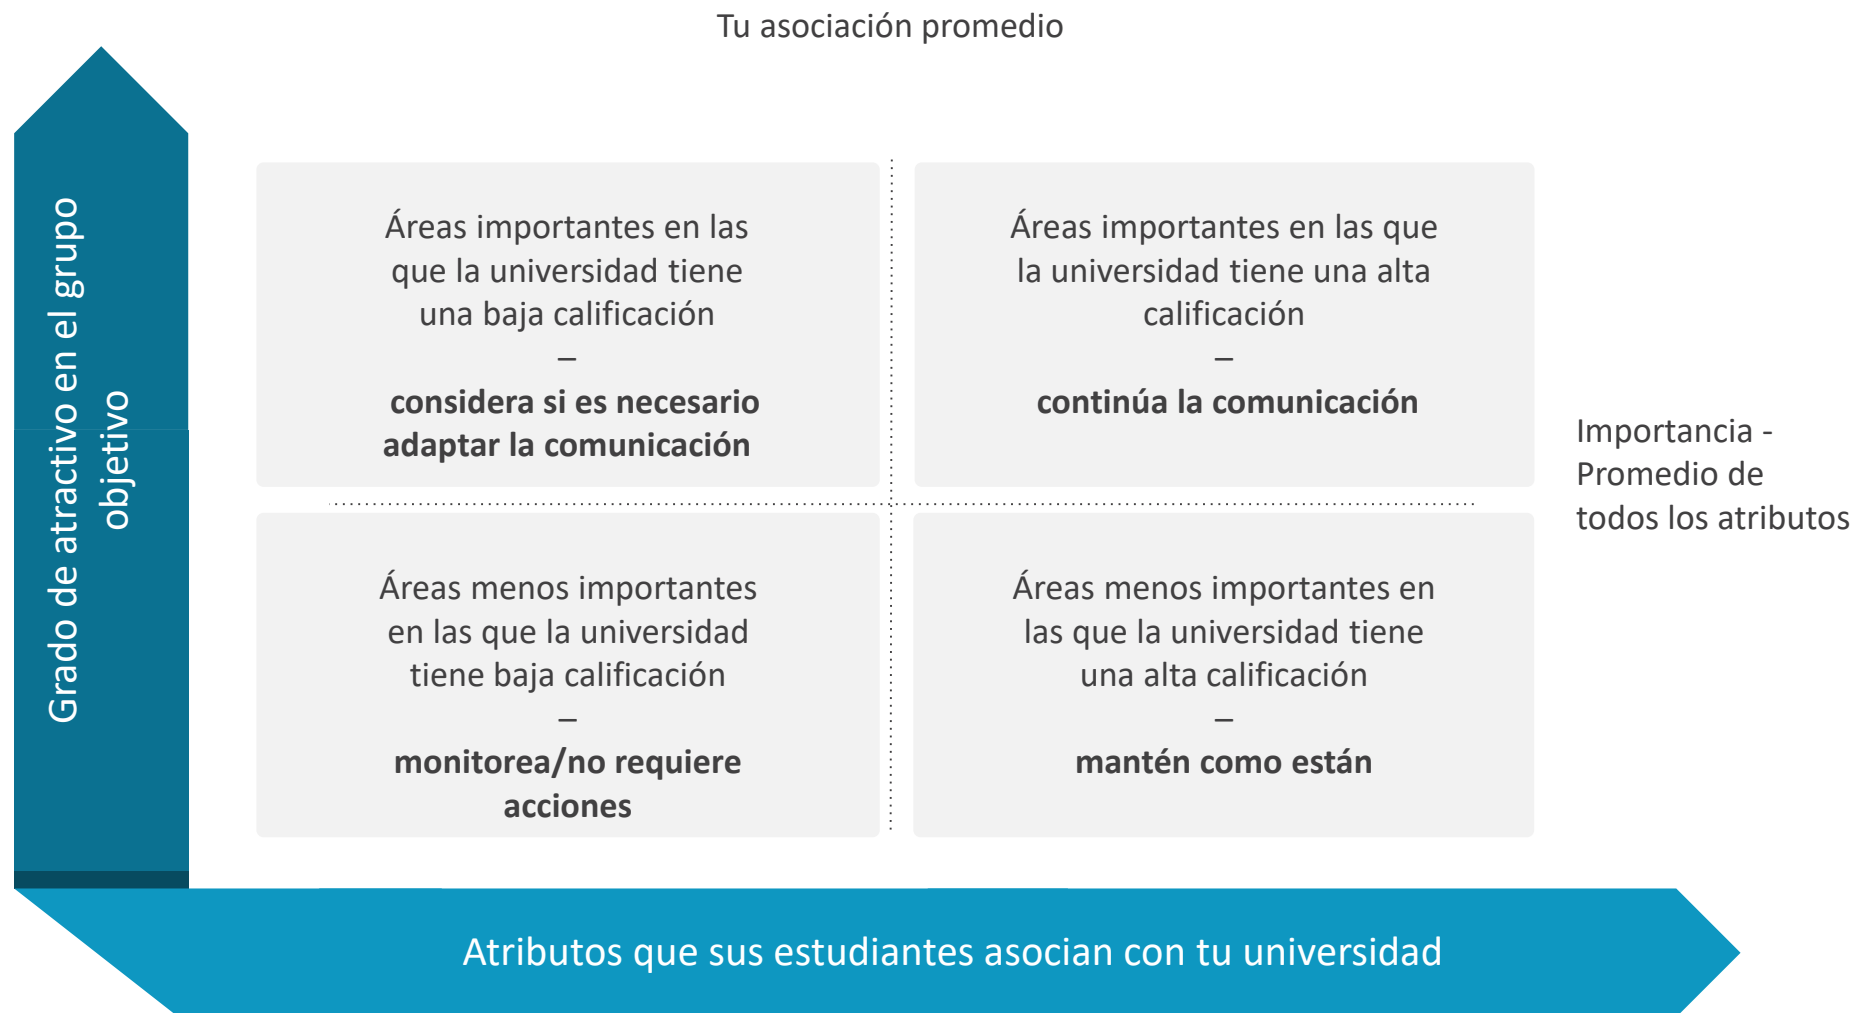 Tu asociación promedio
Grado de atractivo en el grupo
objetivo
Áreas importantes en las
que la universidad tiene
una baja calificación
–
considera si es necesario
adaptar la comunicación
Áreas importantes en las que
la universidad tiene una alta
calificación
–
continúa la comunicación
Importancia -
Promedio de
todos los atributos
Áreas menos importantes
en las que la universidad
tiene baja calificación
–
monitorea/no requiere
acciones
Áreas menos importantes en
las que la universidad tiene
una alta calificación
–
mantén como están
Atributos que sus estudiantes asocian con tu universidad